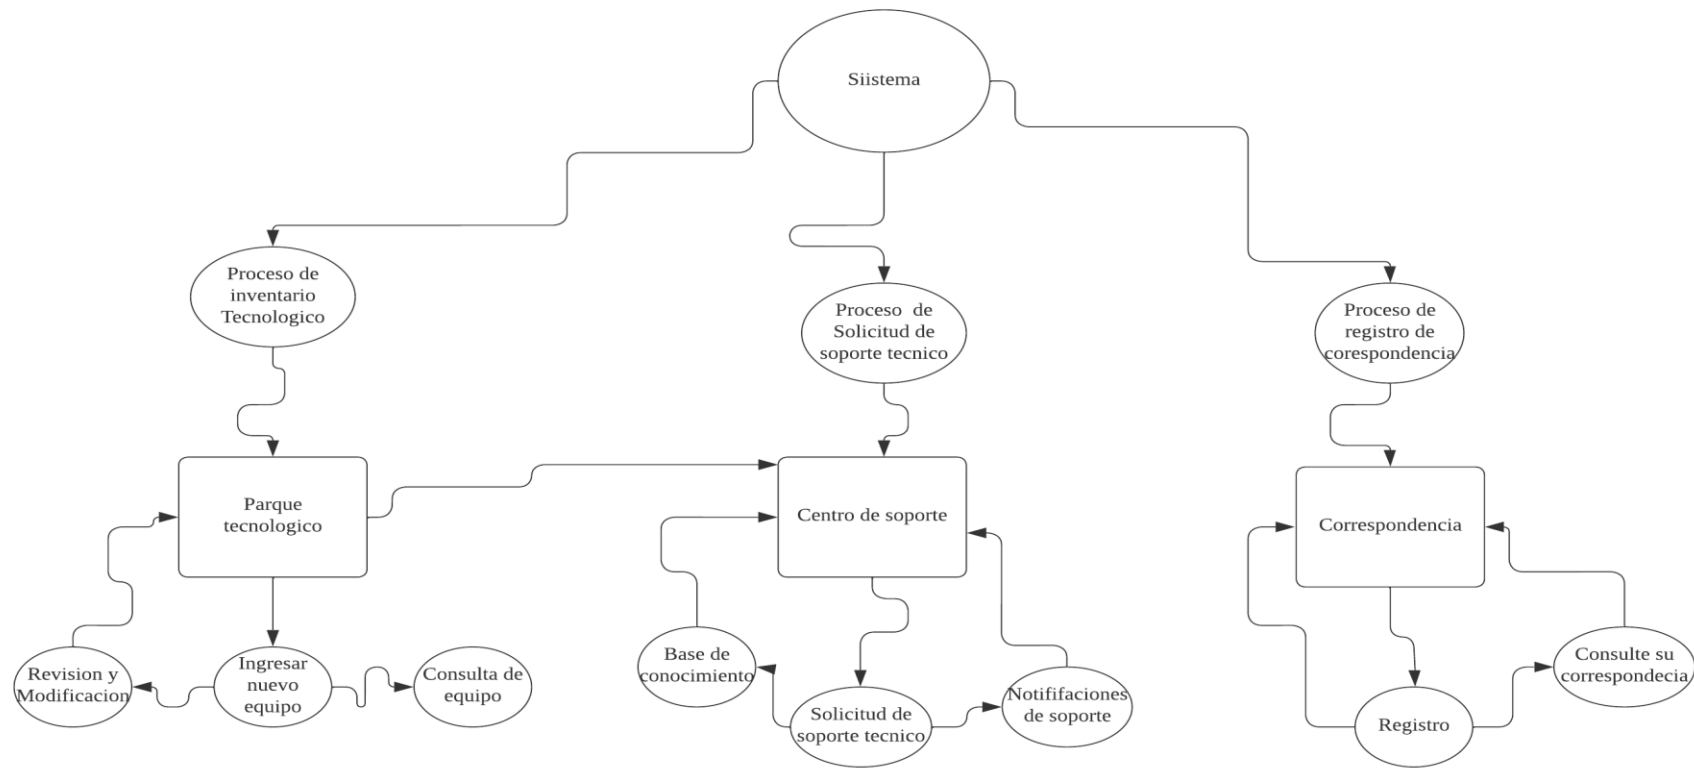 Siistema
Proceso de
inventario
Tecnologico
Proceso de
Solicitud de
soporte tecnico
Proceso de
registro de
corespondencia
Parque
tecnologico
Centro de soporte
Correspondencia
Revision y
Modificacion
Ingresar
nuevo
equipo
Consulta de
equipo
Base de
conocimiento
Solicitud de
soporte tecnico
Notififaciones
de soporte
Registro
Consulte su
correspondecia